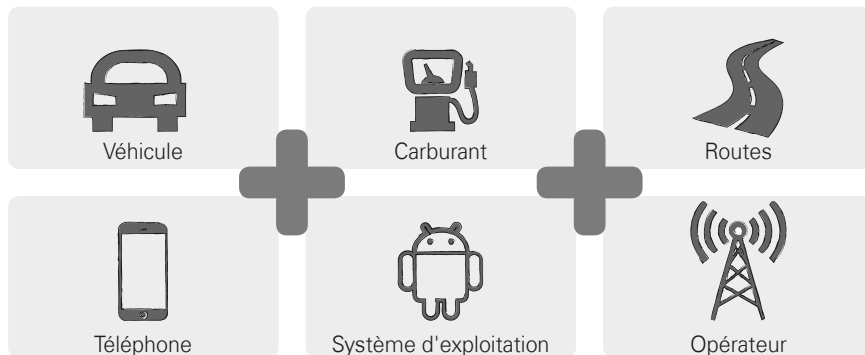 Véhicule
Carburant
Routes
Téléphone
Système d'exploitation
Opérateur